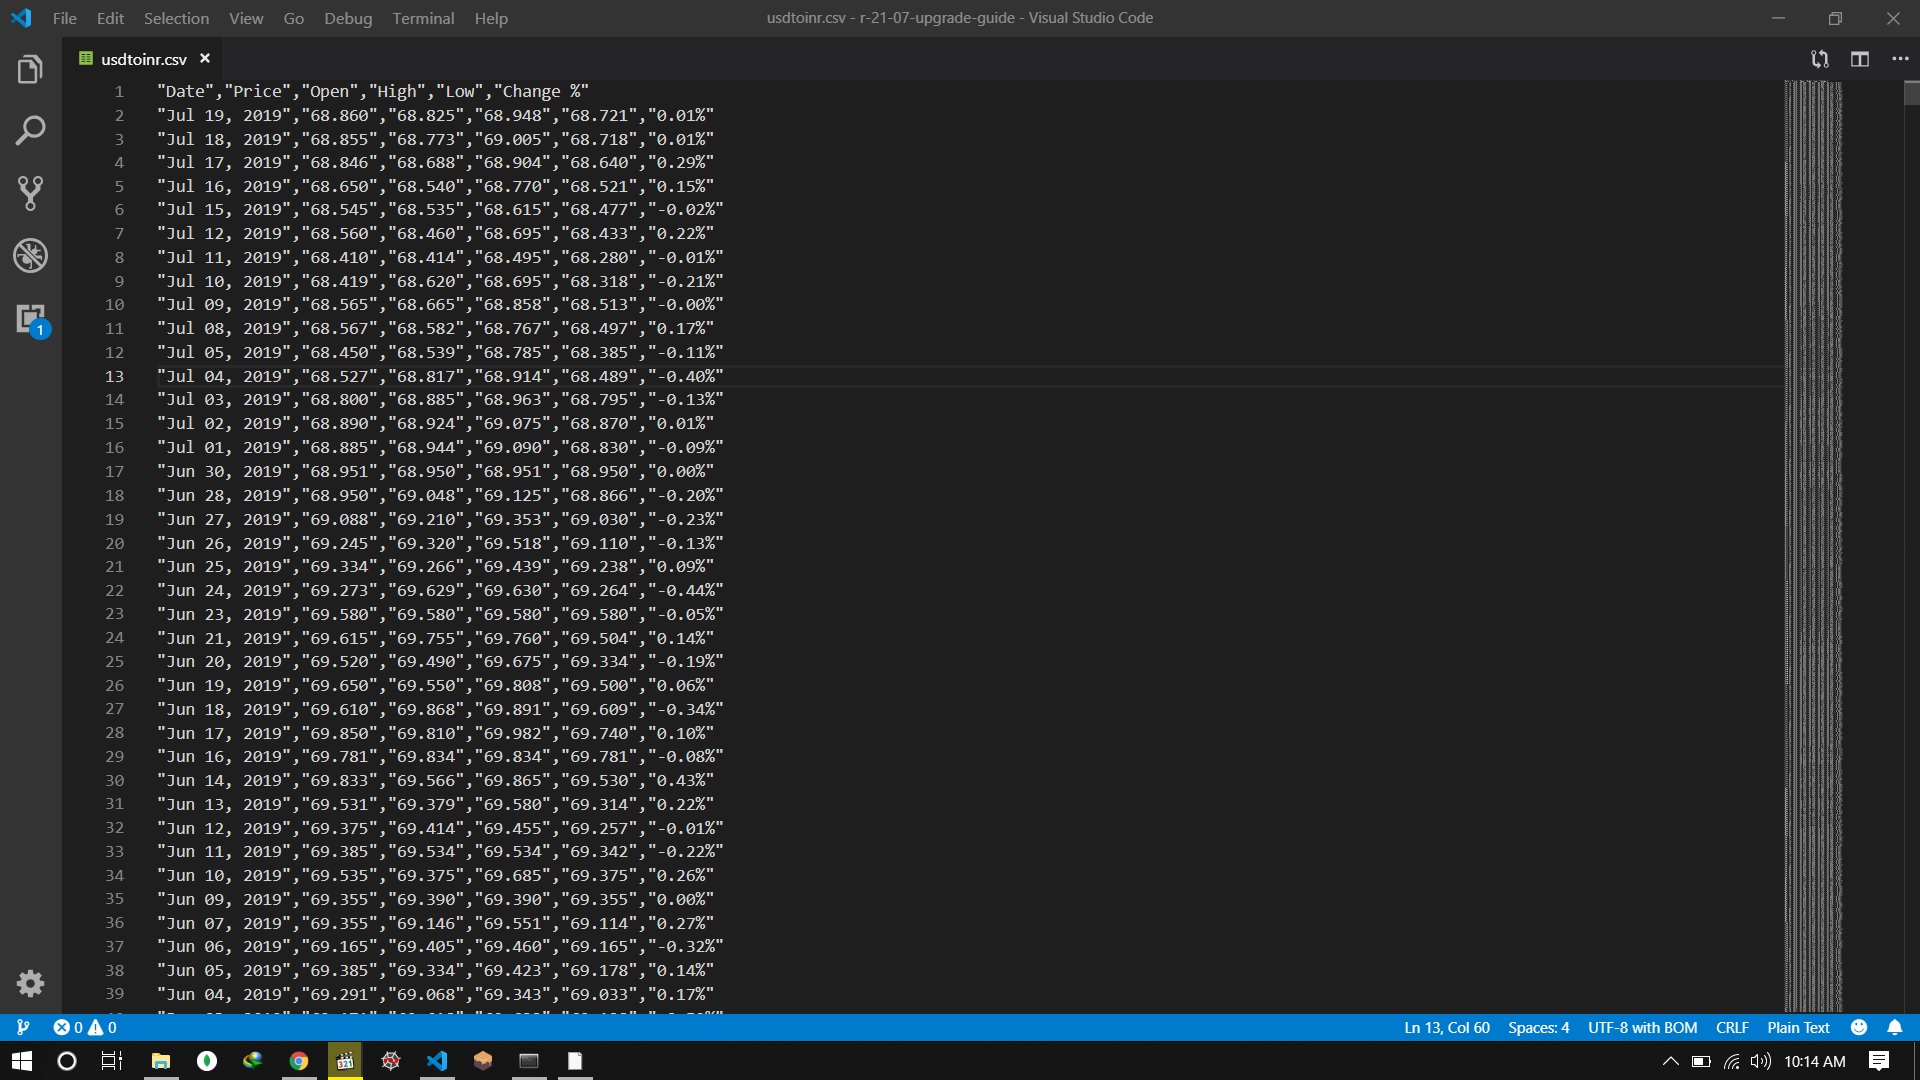 File Edit Selection View Go Debug Terminal Help
usdtoinr.csv - r-21-07-upgrade-guide - Visual Studio Code
usdtoinr.csv
1 "Date","Price","Open","High","Low","Change %"
2 "Jul 19, 2019","68.860","68.825","68.948","68.721","0.01%"
3 "Jul 18, 2019","68.855","68.773","69.005","68.718","0.01%"
4 "Jul 17, 2019","68.846","68.688","68.904","68.640","0.29%"
5 "Jul 16, 2019","68.650","68.540","68.770","68.521","0.15%"
6 "Jul 15, 2019","68.545","68.535","68.615","68.477","-0.02%"
7 "Jul 12, 2019","68.560","68.460","68.695","68.433","0.22%"
8 "Jul 11, 2019","68.410","68.414","68.495","68.280","-0.01%"
9 "Jul 10, 2019","68.419","68.620","68.695","68.318","-0.21%"
10 "Jul 09, 2019","68.565","68.665","68.858","68.513","-0.00%"
11 "Jul 08, 2019","68.567","68.582","68.767","68.497","0.17%"
12 "Jul 05, 2019","68.450","68.539","68.785","68.385","-0.11%"
13 "Jul 04, 2019","68.527","68.817","68.914","68.489","-0.40%"
14 "Jul 03, 2019","68.800","68.885","68.963","68.795","-0.13%"
15 "Jul 02, 2019","68.890","68.924","69.075","68.870","0.01%"
16 "Jul 01, 2019","68.885","68.944","69.090","68.830","-0.09%"
17 "Jun 30, 2019","68.951","68.950","68.951","68.950","0.00%"
18 "Jun 28, 2019","68.950","69.048","69.125","68.866","-0.20%"
19 "Jun 27, 2019","69.088","69.210","69.353","69.030","-0.23%"
20 "Jun 26, 2019","69.245","69.320","69.518","69.110","-0.13%"
21 "Jun 25, 2019","69.334","69.266","69.439","69.238","0.09%"
22 "Jun 24, 2019","69.273","69.629","69.630","69.264","-0.44%"
23 "Jun 23, 2019","69.580","69.580","69.580","69.580","-0.05%"
24 "Jun 21, 2019","69.615","69.755","69.760","69.504","0.14%"
25 "Jun 20, 2019","69.520","69.490","69.675","69.334","-0.19%"
26 "Jun 19, 2019","69.650","69.550","69.808","69.500","0.06%"
27 "Jun 18, 2019","69.610","69.868","69.891","69.609","-0.34%"
28 "Jun 17, 2019","69.850","69.810","69.982","69.740","0.10%"
29 "Jun 16, 2019","69.781","69.834","69.834","69.781","-0.08%"
30 "Jun 14, 2019","69.833","69.566","69.865","69.530","0.43%"
31 "Jun 13, 2019","69.531","69.379","69.580","69.314","0.22%"
32 "Jun 12, 2019","69.375","69.414","69.455","69.257","-0.01%"
33 "Jun 11, 2019","69.385","69.534","69.534","69.342","-0.22%"
34 "Jun 10, 2019","69.535","69.375","69.685","69.375","0.26%"
35 "Jun 09, 2019","69.355","69.390","69.390","69.355","0.00%"
36 "Jun 07, 2019","69.355","69.146","69.551","69.114","0.27%"
37 "Jun 06, 2019","69.165","69.405","69.460","69.165","-0.32%"
38 "Jun 05, 2019","69.385","69.334","69.423","69.178","0.14%"
39 "Jun 04, 2019","69.291","69.068","69.343","69.033","0.17%"
1
0 0 Ln 13, Col 60 Spaces: 4 UTF-8 with BOM CRLF Plain Text
321 10:14 AM